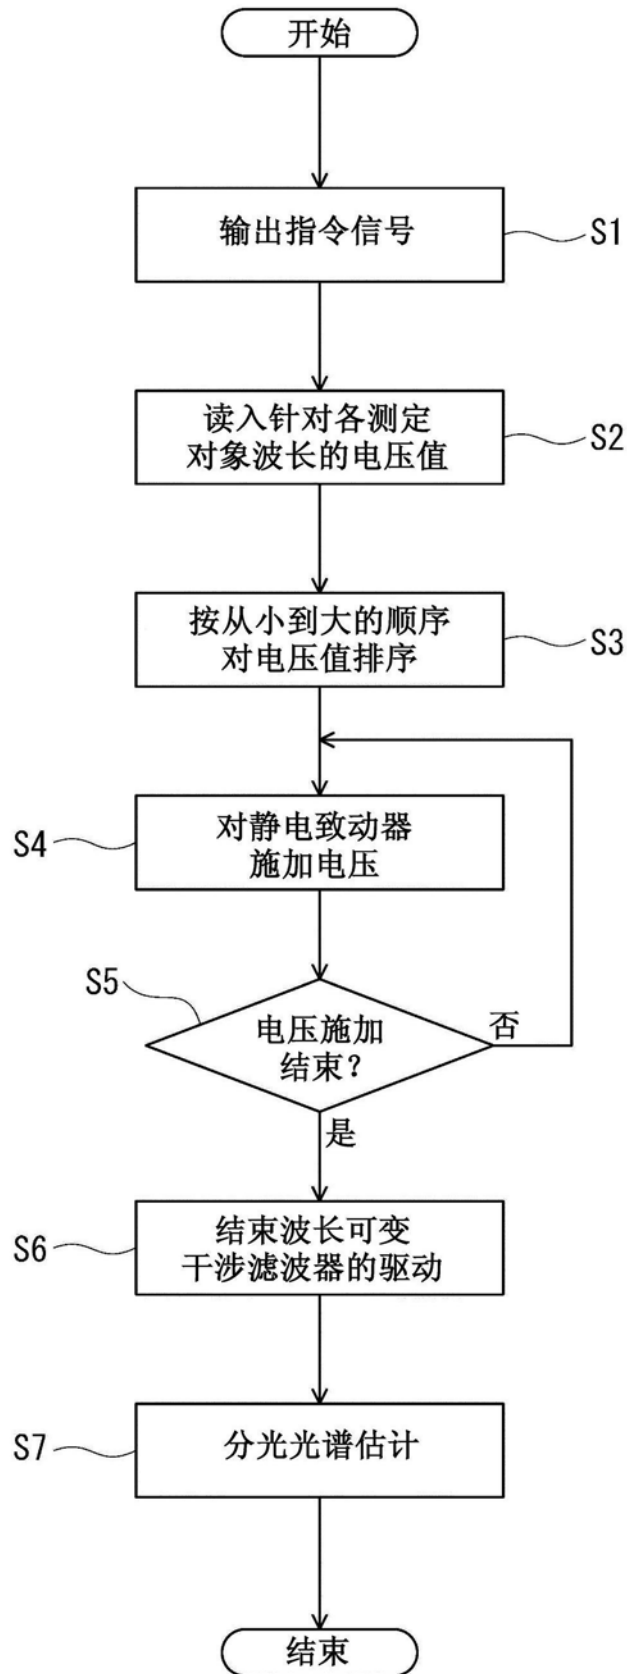 开始
输出指令信号
S1
读入针对各测定
对象波长的电压值
S2
按从小到大的顺序
对电压值排序
S3
对静电致动器
施加电压
S4
S5
电压施加
结束？
否
是
结束波长可变
干涉滤波器的驱动
S6
分光光谱估计
S7
结束